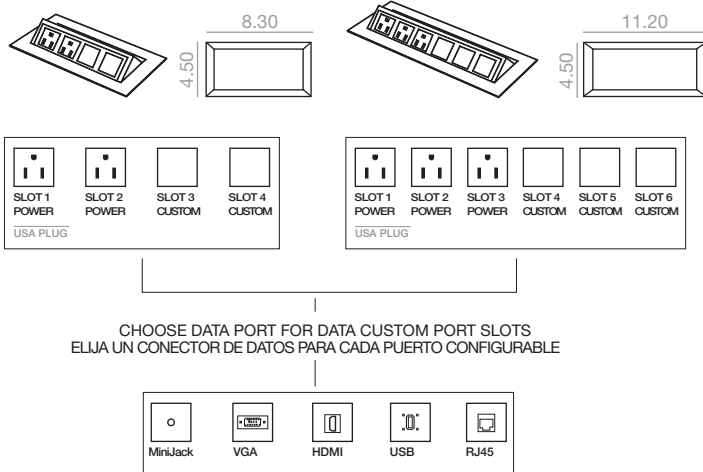 8.30
4.50
11.20
4.50
SLOT 1 SLOT 2 SLOT 3 SLOT 4
POWER POWER CUSTOM CUSTOM
USA PLUG
SLOT 1 SLOT 2 SLOT 3 SLOT 4 SLOT 5 SLOT 6
POWER POWER POWER CUSTOM CUSTOM CUSTOM
USA PLUG
CHOOSE DATA PORT FOR DATA CUSTOM PORT SLOTS
ELIJA UN CONECTOR DE DATOS PARA CADA PUERTO CONFIGURABLE
MiniJack VGA HDMI USB RJ45